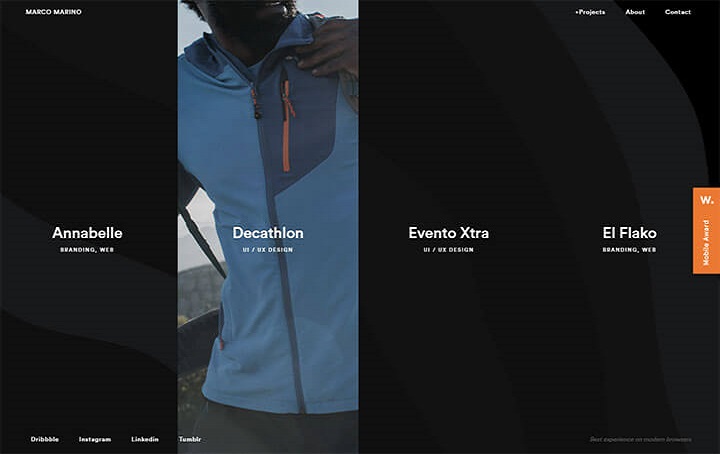 MARCO MARINO
•Projects
About
Contact
W.
Mobile Award
Annabelle
BRANDING, WEB
Decathlon
UI / UX DESIGN
Evento Xtra
UI / UX DESIGN
El Flako
BRANDING, WEB
Dribbble
Instagram
Linkedin
Tumblr
Best experience on modern browsers